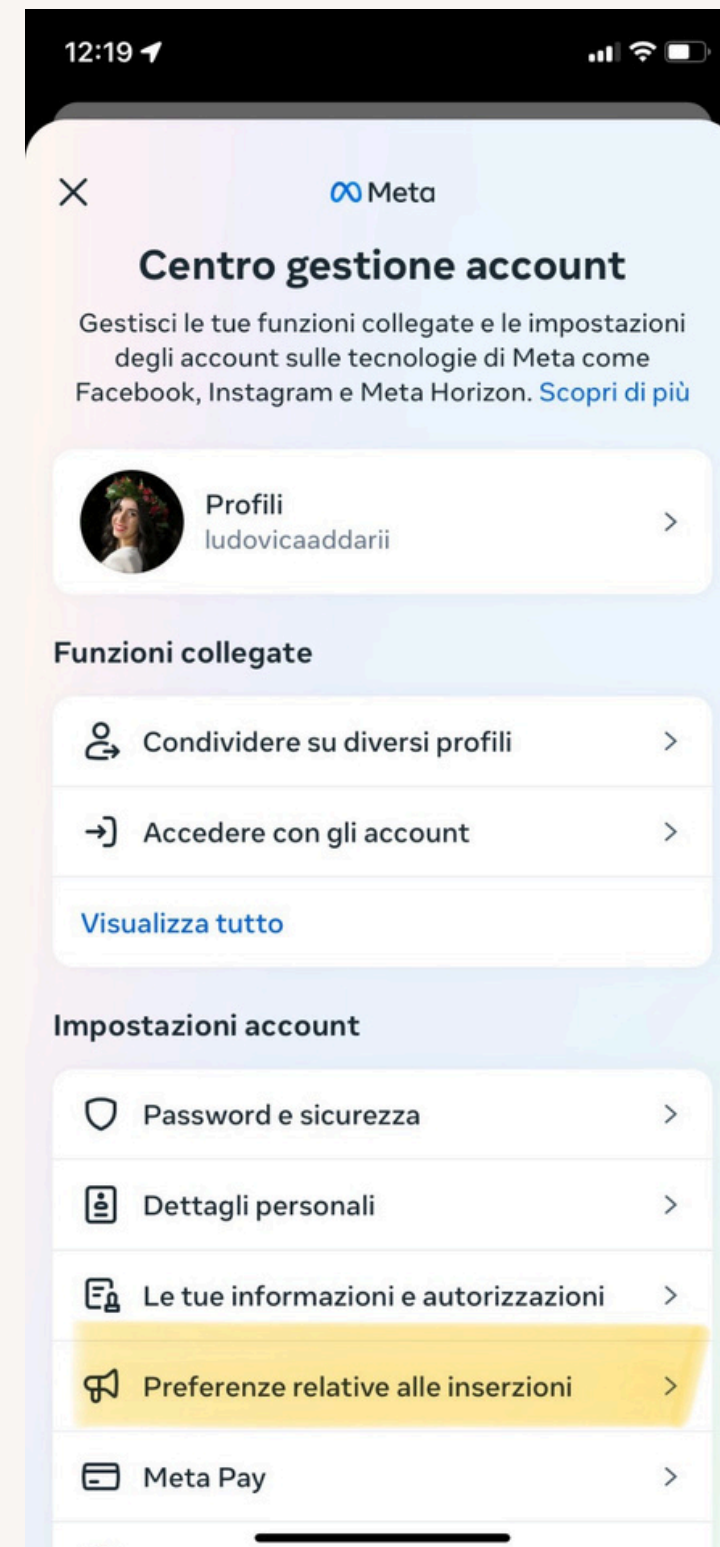 12:19
Meta
Centro gestione account
Gestisci le tue funzioni collegate e le impostazioni
degli account sulle tecnologie di Meta come
Facebook, Instagram e Meta Horizon. Scopri di più
Profili
ludovicaaddarii
Funzioni collegate
Condividere su diversi profili
Accedere con gli account
Visualizza tutto
Impostazioni account
Password e sicurezza
Dettagli personali
Le tue informazioni e autorizzazioni
Preferenze relative alle inserzioni
Meta Pay